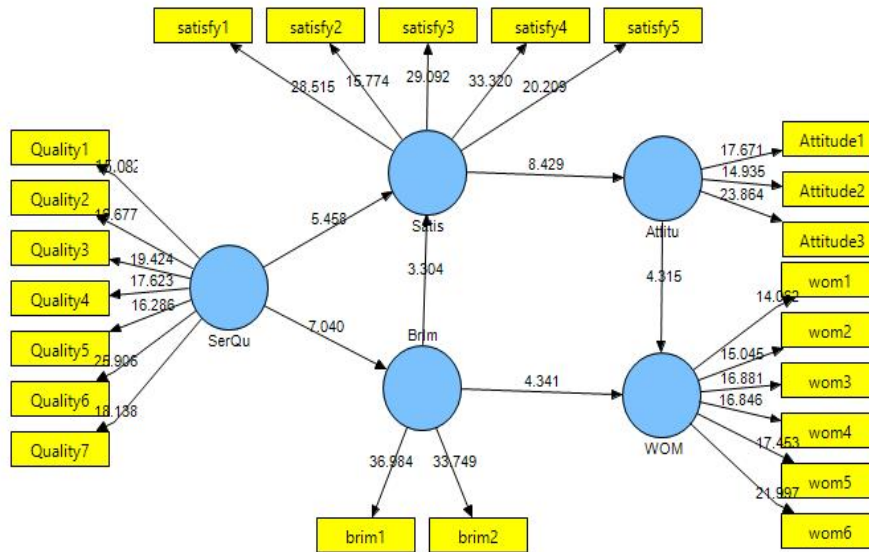 satisfy1 satisfy2 satisfy3 satisfy4 satisfy5
28.515 15.774 29.092 33.320 20.209
Quality1
Quality2
Quality3
Quality4
Quality5
Quality6
Quality7
15.082
19.424
17.623
16.286
18.138
SerQu
5.458
7.040
Satis
3.304
Brim
36.984 33.749
brim1 brim2
8.429
4.341
Attitu
17.671
14.935
23.864
Attitude1
Attitude2
Attitude3
4.315
WOM
14.062
15.045
16.881
16.846
17.453
21.997
wom1
wom2
wom3
wom4
wom5
wom6